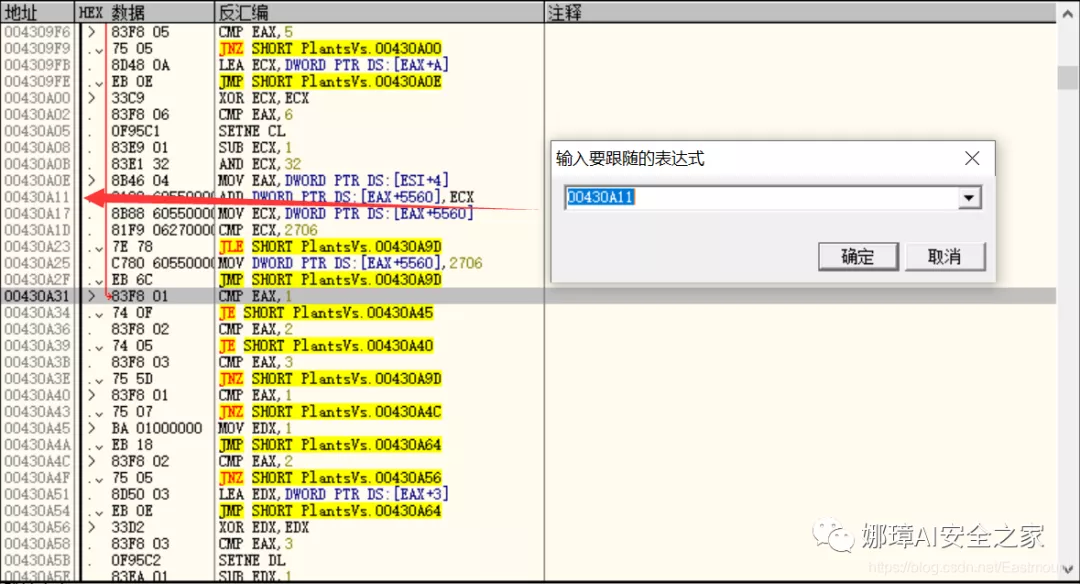 地址 HEX 数据 反汇编 注释
004309F6 > 83F8 05 CMP EAX,5
004309F9 .⌄ 75 05 JNZ SHORT PlantsVs.00430A00
004309FB . 8D48 0A LEA ECX,DWORD PTR DS:[EAX+A]
004309FE .⌄ EB 0E JMP SHORT PlantsVs.00430A0E
00430A00 > 33C9 XOR ECX,ECX
00430A02 . 83F8 06 CMP EAX,6
00430A05 . 0F95C1 SETNE CL
00430A08 . 83E9 01 SUB ECX,1
00430A0B . 83E1 32 AND ECX,32
00430A0E > 8B46 04 MOV EAX,DWORD PTR DS:[ESI+4]
00430A11 DWORD PTR DS:[EAX+5560],ECX
00430A17 . 8B88 60550000 MOV ECX,DWORD PTR DS:[EAX+5560]
00430A1D . 81F9 06270000 CMP ECX,2706
00430A23 .⌄ 7E 78 JLE SHORT PlantsVs.00430A9D
00430A25 . C780 60550000 MOV DWORD PTR DS:[EAX+5560],2706
00430A2F .⌄ EB 6C JMP SHORT PlantsVs.00430A9D
00430A31 > 83F8 01 CMP EAX,1
00430A34 .⌄ 74 0F JE SHORT PlantsVs.00430A45
00430A36 . 83F8 02 CMP EAX,2
00430A39 .⌄ 74 05 JE SHORT PlantsVs.00430A40
00430A3B . 83F8 03 CMP EAX,3
00430A3E .⌄ 75 5D JNZ SHORT PlantsVs.00430A9D
00430A40 > 83F8 01 CMP EAX,1
00430A43 .⌄ 75 07 JNZ SHORT PlantsVs.00430A4C
00430A45 > BA 01000000 MOV EDX,1
00430A4A .⌄ EB 18 JMP SHORT PlantsVs.00430A64
00430A4C > 83F8 02 CMP EAX,2
00430A4F .⌄ 75 05 JNZ SHORT PlantsVs.00430A56
00430A51 . 8D50 03 LEA EDX,DWORD PTR DS:[EAX+3]
00430A54 .⌄ EB 0E JMP SHORT PlantsVs.00430A64
00430A56 > 33D2 XOR EDX,EDX
00430A58 . 83F8 03 CMP EAX,3
00430A5B . 0F95C2 SETNE DL
00430A5E . 83EA 01 SUB EDX,1
输入要跟随的表达式
00430A11
确定 取消
娜璋AI安全之家
https://blog.csdn.net/Eastmount